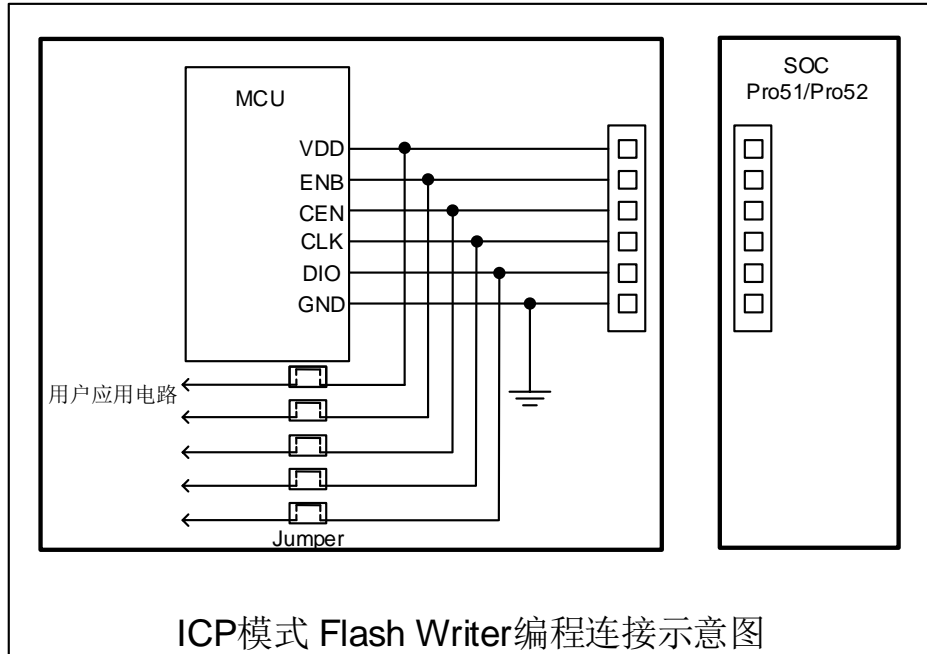 SOC
Pro51/Pro52
MCU
VDD
ENB
CEN
CLK
DIO
GND
用户应用电路
Jumper
ICP模式 Flash Writer编程连接示意图